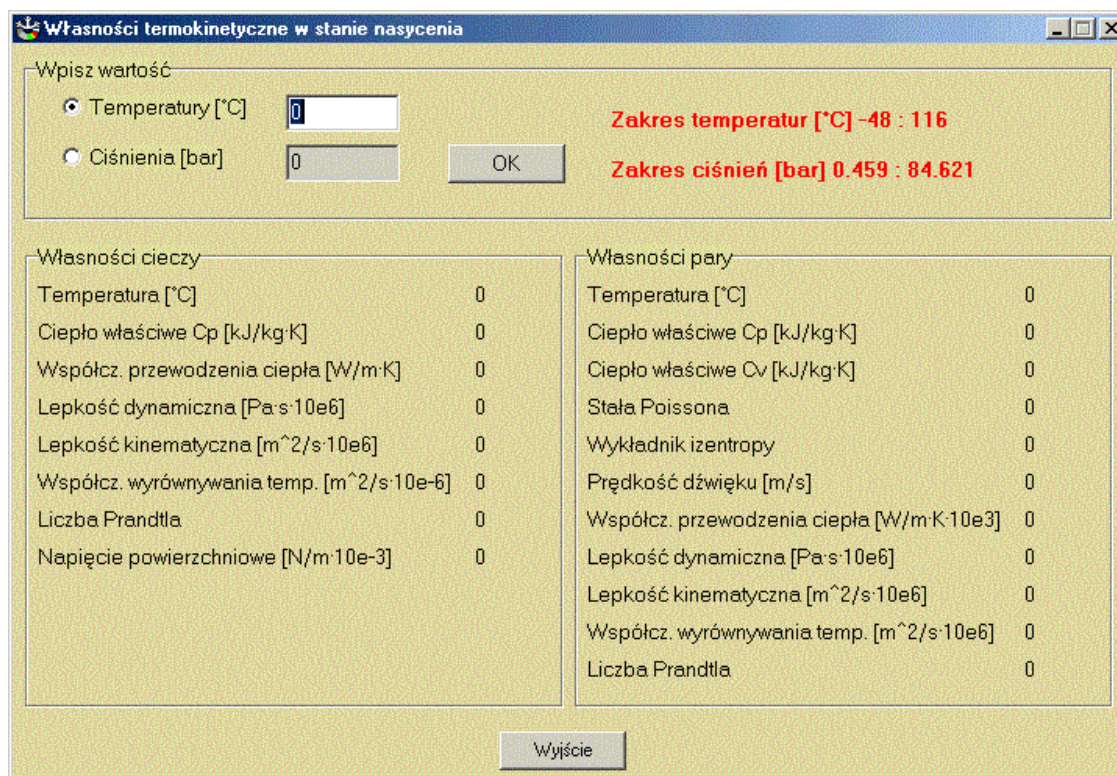 Własności termokinetyczne w stanie nasycenia
Wpisz wartość
Temperatury [°C] 0
Zakres temperatur [°C] -48 : 116
Ciśnienia [bar] 0 OK
Zakres ciśnień [bar] 0.459 : 84.621
Własności cieczy
Temperatura [°C] 0
Ciepło właściwe Cp [kJ/kg·K] 0
Współcz. przewodzenia ciepła [W/m·K] 0
Lepkość dynamiczna [Pa·s·10e6] 0
Lepkość kinematyczna [m^2/s·10e6] 0
Współcz. wyrównywania temp. [m^2/s·10e-6] 0
Liczba Prandtla 0
Napięcie powierzchniowe [N/m·10e-3] 0
Własności pary
Temperatura [°C] 0
Ciepło właściwe Cp [kJ/kg·K] 0
Ciepło właściwe Cv [kJ/kg·K] 0
Stała Poissona 0
Wykładnik izentropy 0
Prędkość dźwięku [m/s] 0
Współcz. przewodzenia ciepła [W/m·K·10e3] 0
Lepkość dynamiczna [Pa·s·10e6] 0
Lepkość kinematyczna [m^2/s·10e6] 0
Współcz. wyrównywania temp. [m^2/s·10e6] 0
Liczba Prandtla 0
Wyjście